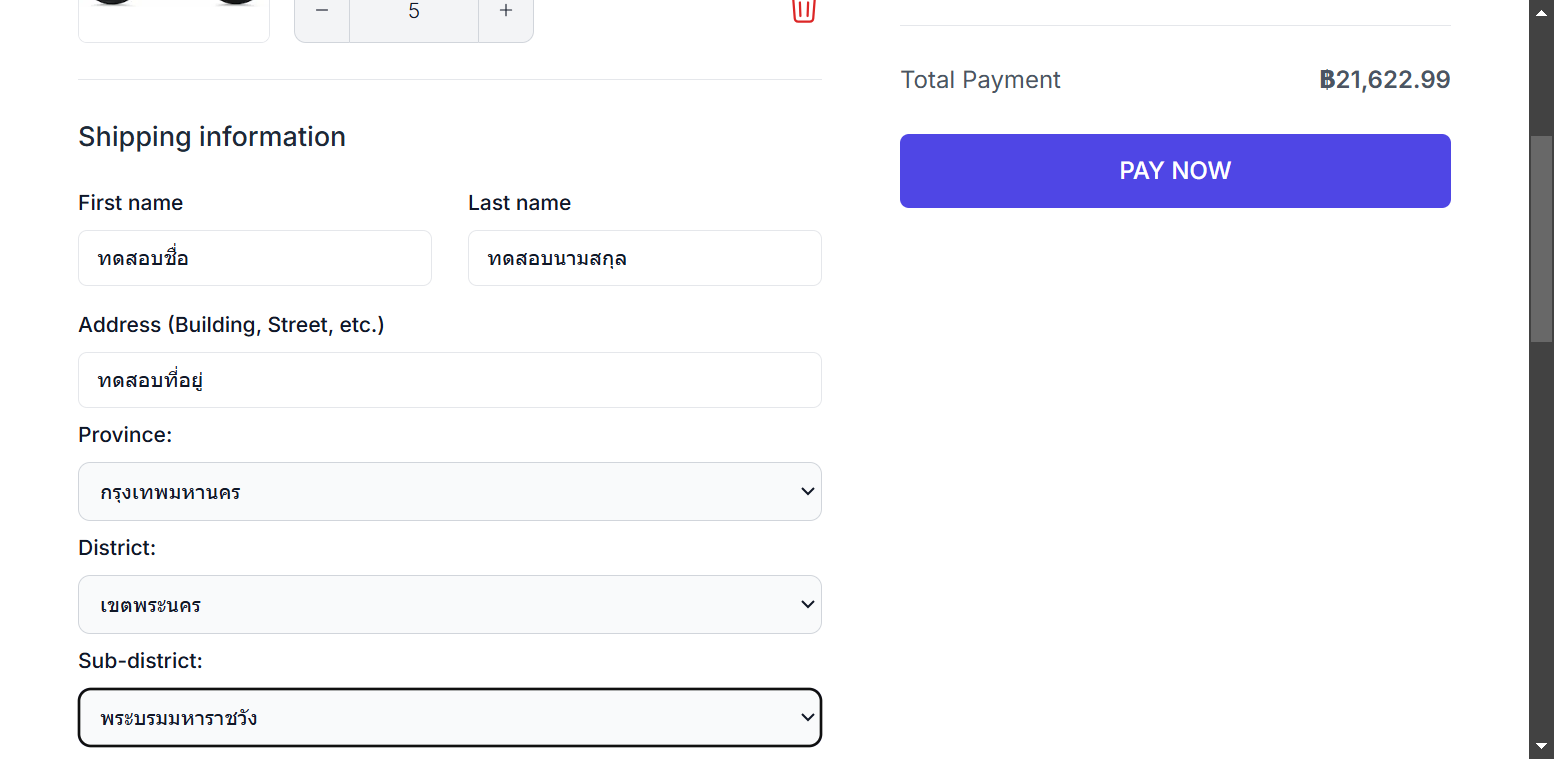 − 5 +
Total Payment ฿21,622.99
PAY NOW
Shipping information
First name Last name
ทดสอบชื่อ ทดสอบนามสกุล
Address (Building, Street, etc.)
ทดสอบที่อยู่
Province:
กรุงเทพมหานคร
District:
เขตพระนคร
Sub-district:
พระบรมมหาราชวัง